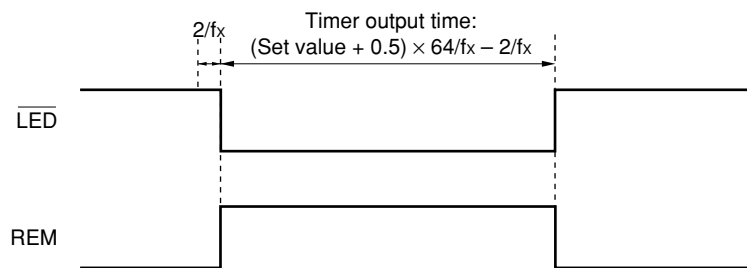 Timer output time:
2/fx
(Set value + 0.5) × 64/fx – 2/fx
LED
REM